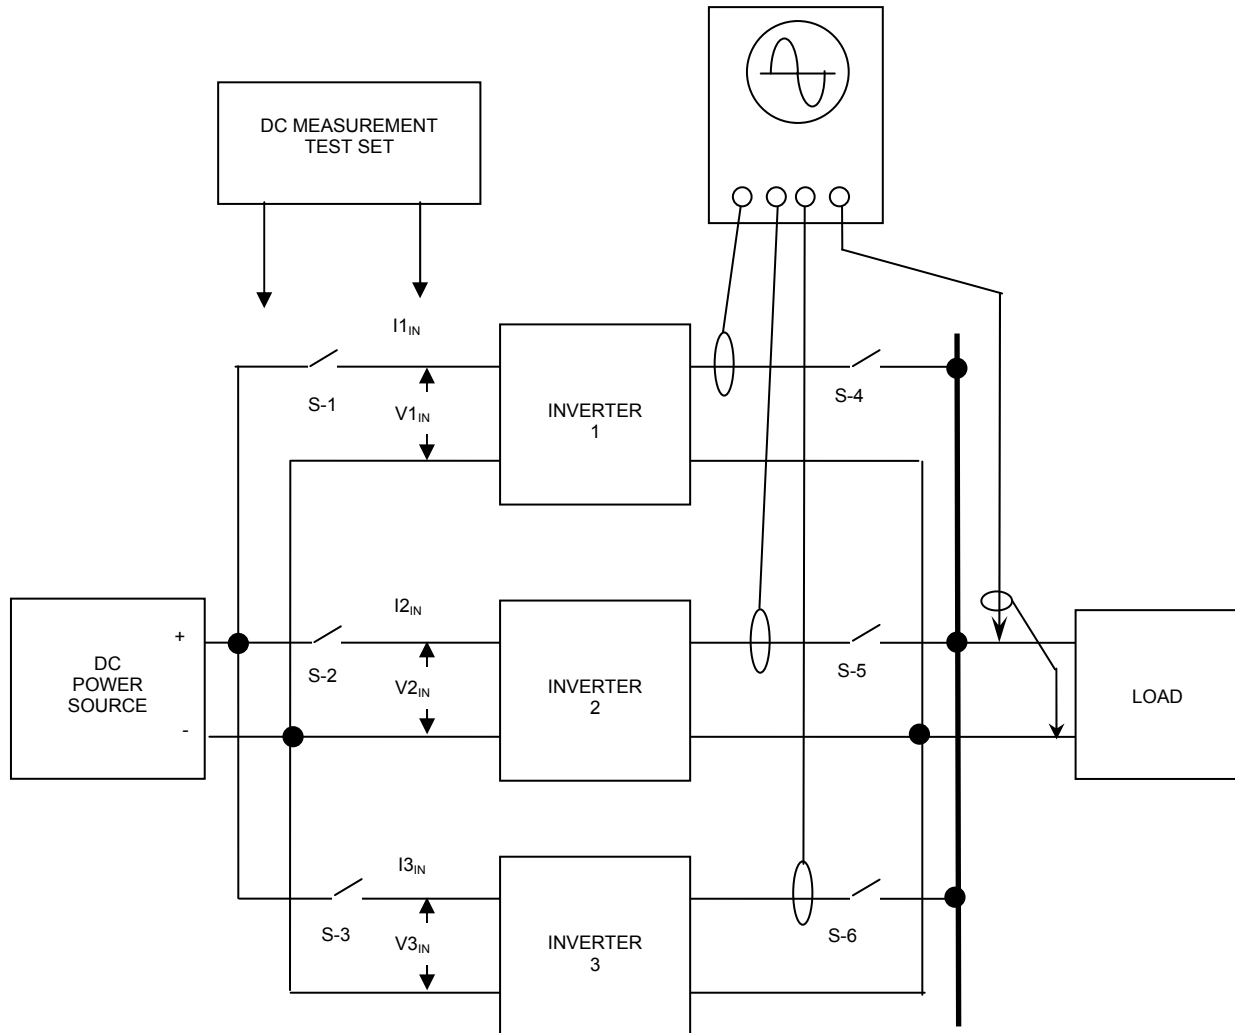 DC MEASUREMENT
TEST SET
I1IN
S-1
V1IN
INVERTER
1
S-4
DC
POWER
SOURCE
+
-
I2IN
S-2
V2IN
INVERTER
2
S-5
LOAD
I3IN
S-3
V3IN
INVERTER
3
S-6